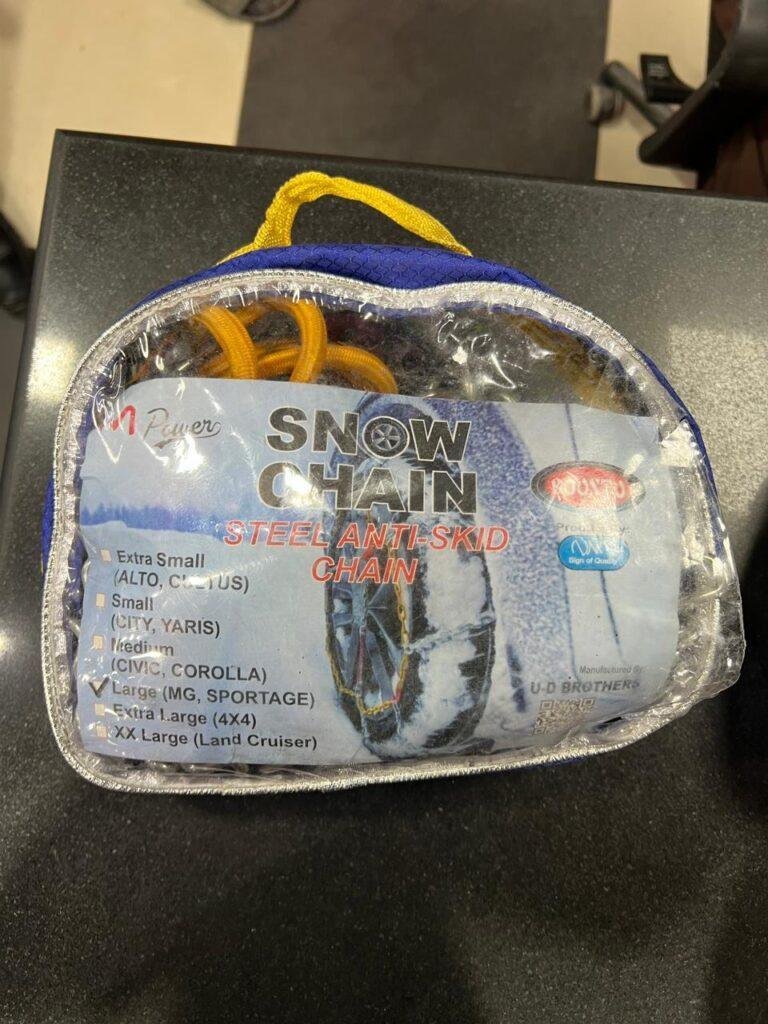 M Power
SNOW
CHAIN
STEEL ANTI-SKID
CHAIN
Extra Small
(ALTO, CULTUS)
Small
(CITY, YARIS)
Medium
(CIVIC, COROLLA)
Large (MG, SPORTAGE)
Extra Large (4X4)
XX Large (Land Cruiser)
Sign of Quality
Manufactured By:
U-D BROTHERS